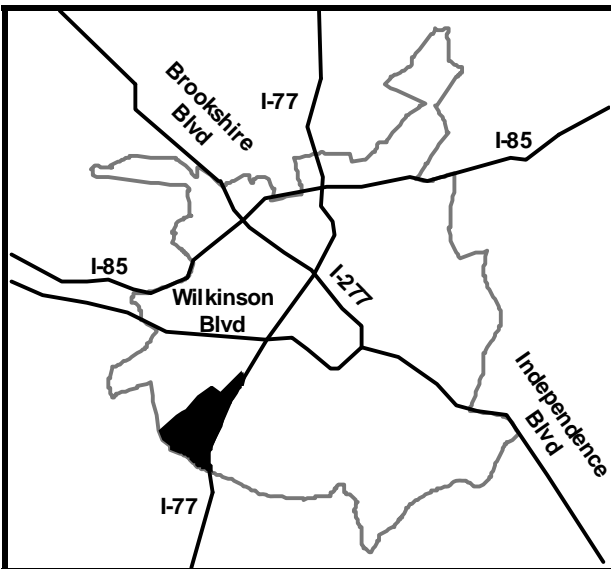 Brookshire
Blvd
I-77
I-85
I-85
Wilkinson
Blvd
I-277
Independence
Blvd
I-77